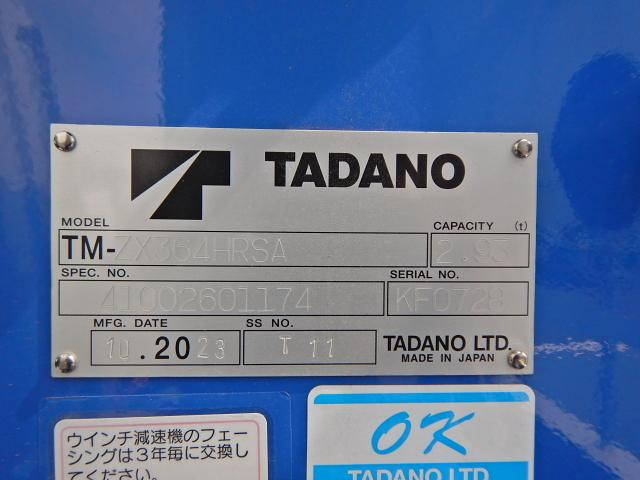 TADANO
MODEL
CAPACITY (t)
TM-ZX364HRSA
2.93
SPEC. NO.
SERIAL NO.
41002601174
KF0728
MFG. DATE
SS NO.
10.2023
T 11
TADANO LTD.
MADE IN JAPAN
ウインチ減速機のフェー
シングは3年毎に交換し
てください。
OK
TADANO LTD.